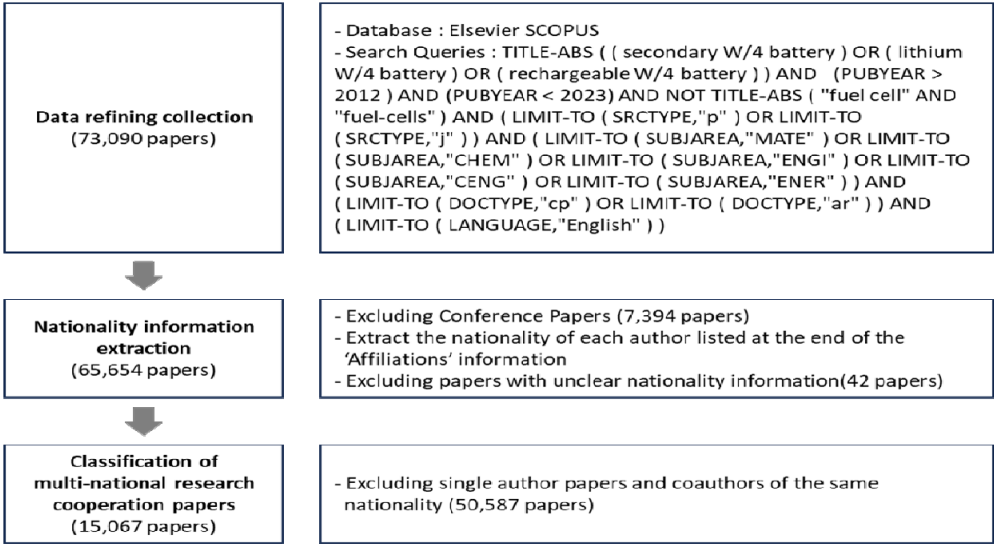 Data refining collection
(73,090 papers)
- Database : Elsevier SCOPUS
- Search Queries : TITLE-ABS ( ( secondary W/4 battery ) OR ( lithium
W/4 battery ) OR ( rechargeable W/4 battery ) ) AND (PUBYEAR >
2012 ) AND (PUBYEAR < 2023) AND NOT TITLE-ABS ( "fuel cell" AND
"fuel-cells" ) AND ( LIMIT-TO ( SRCTYPE,"p" ) OR LIMIT-TO
( SRCTYPE,"j" ) ) AND ( LIMIT-TO ( SUBJAREA,"MATE" ) OR LIMIT-TO
( SUBJAREA,"CHEM" ) OR LIMIT-TO ( SUBJAREA,"ENGI" ) OR LIMIT-TO
( SUBJAREA,"CENG" ) OR LIMIT-TO ( SUBJAREA,"ENER" ) ) AND
( LIMIT-TO ( DOCTYPE,"cp" ) OR LIMIT-TO ( DOCTYPE,"ar" ) ) AND
( LIMIT-TO ( LANGUAGE,"English" ) )
Nationality information
extraction
(65,654 papers)
- Excluding Conference Papers (7,394 papers)
- Extract the nationality of each author listed at the end of the
‘Affiliations’ information
- Excluding papers with unclear nationality information(42 papers)
Classification of
multi-national research
cooperation papers
(15,067 papers)
- Excluding single author papers and coauthors of the same
nationality (50,587 papers)